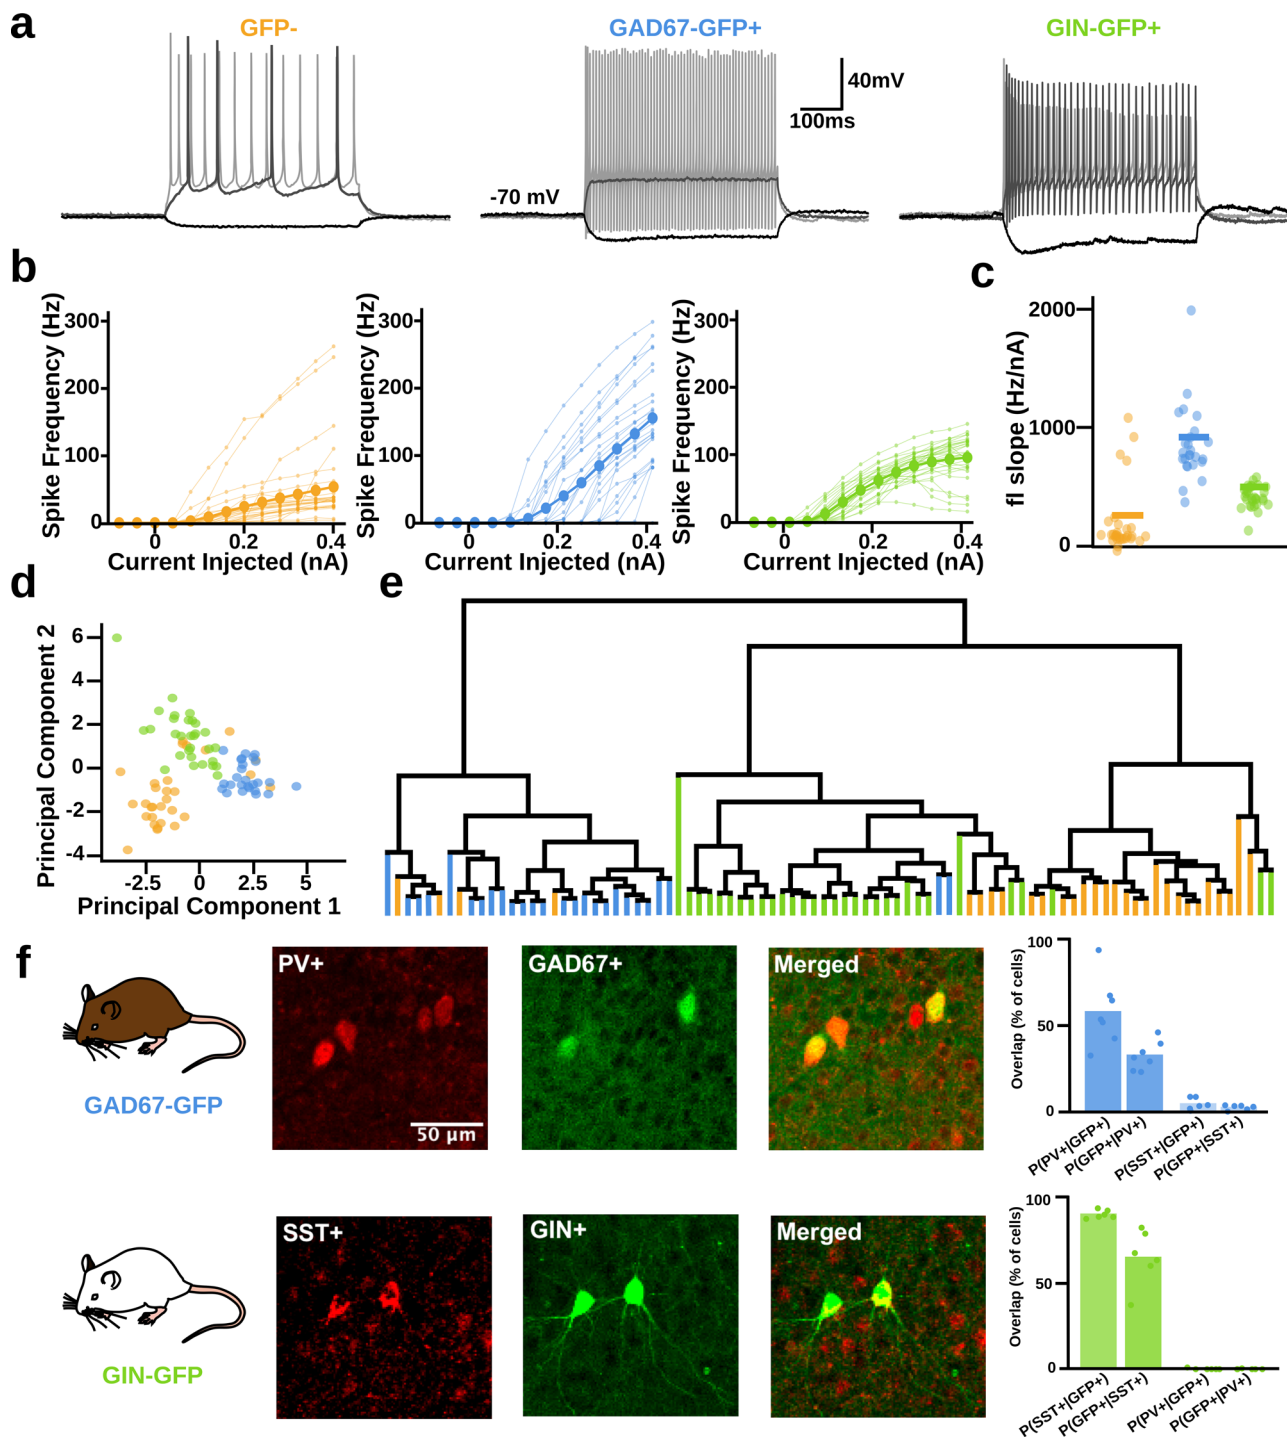 a
GFP-
GAD67-GFP+
GIN-GFP+
40mV
100ms
-70 mV
b
c
Spike Frequency (Hz)
300
200
100
0
0
0.2
0.4
Current Injected (nA)
Spike Frequency (Hz)
300
200
100
0
0
0.2
0.4
Current Injected (nA)
Spike Frequency (Hz)
300
200
100
0
0
0.2
0.4
Current Injected (nA)
fI slope (Hz/nA)
2000
1000
0
d
Principal Component 2
6
4
2
0
-2
-4
-2.5
0
2.5
5
Principal Component 1
e
f
GAD67-GFP
PV+
50 µm
GAD67+
Merged
Overlap (% of cells)
100
50
0
P(PV+|GFP+)
P(GFP+|PV+)
P(SST+|GFP+)
P(GFP+|SST+)
GIN-GFP
SST+
GIN+
Merged
Overlap (% of cells)
100
50
0
P(SST+|GFP+)
P(GFP+|SST+)
P(PV+|GFP+)
P(GFP+|PV+)